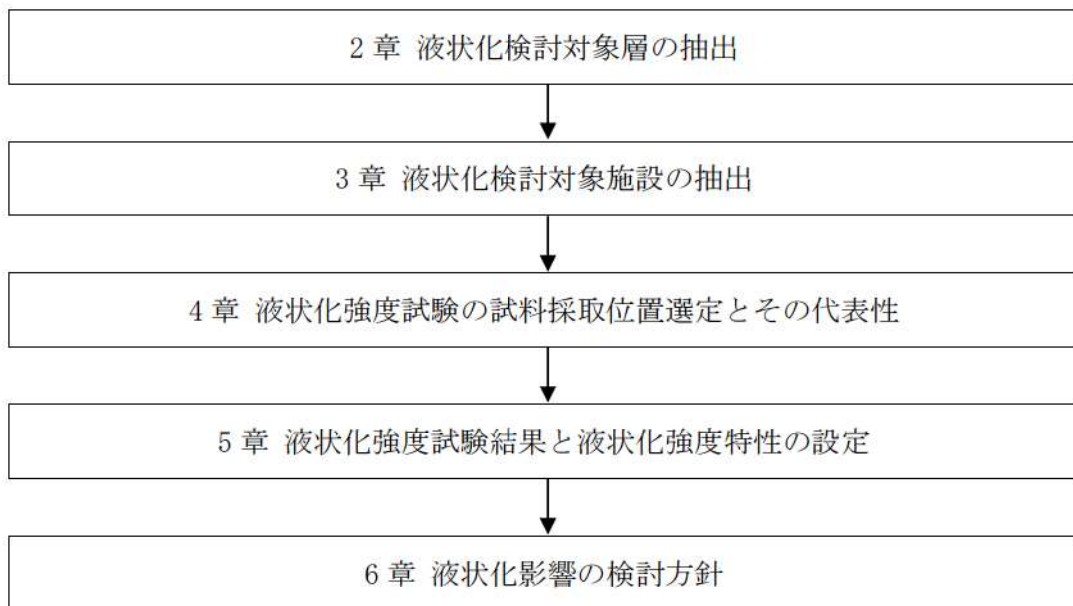 2章 液状化検討対象層の抽出
3章 液状化検討対象施設の抽出
4章 液状化強度試験の試料採取位置選定とその代表性
5章 液状化強度試験結果と液状化強度特性の設定
6章 液状化影響の検討方針